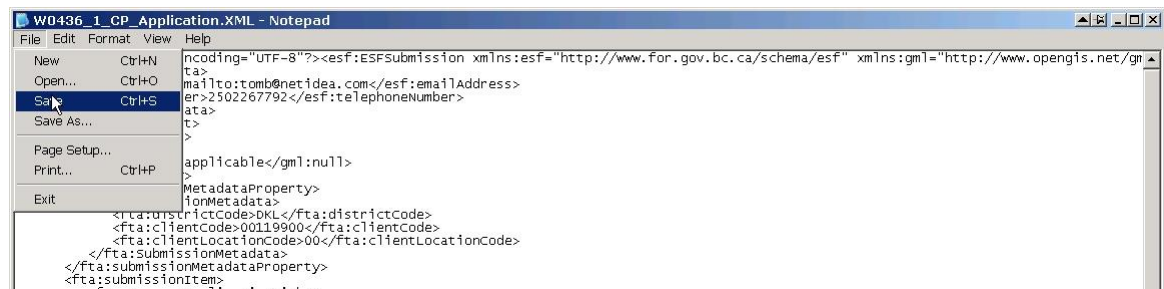 W0436_1_CP_Application.XML - Notepad
File Edit Format View Help
New Ctrl+N
Open... Ctrl+O
Save Ctrl+S
Save As...
Page Setup...
Print... Ctrl+P
Exit
ncoding="UTF-8"?><esf:ESFSubmission xmlns:esf="http://www.for.gov.bc.ca/schema/esf" xmlns:gml="http://www.opengis.net/gm
ta>
mailto:tomb@netidea.com</esf:emailAddress>
er>2502267792</esf:telephoneNumber>
ata>
t>
>
applicable</gml:null>
>
MetadataProperty>
ionMetadata>
<fta:districtCode>DKL</fta:districtCode>
<fta:clientCode>00119900</fta:clientCode>
<fta:clientLocationCode>00</fta:clientLocationCode>
</fta:SubmissionMetadata>
</fta:submissionMetadataProperty>
<fta:submissionItem>